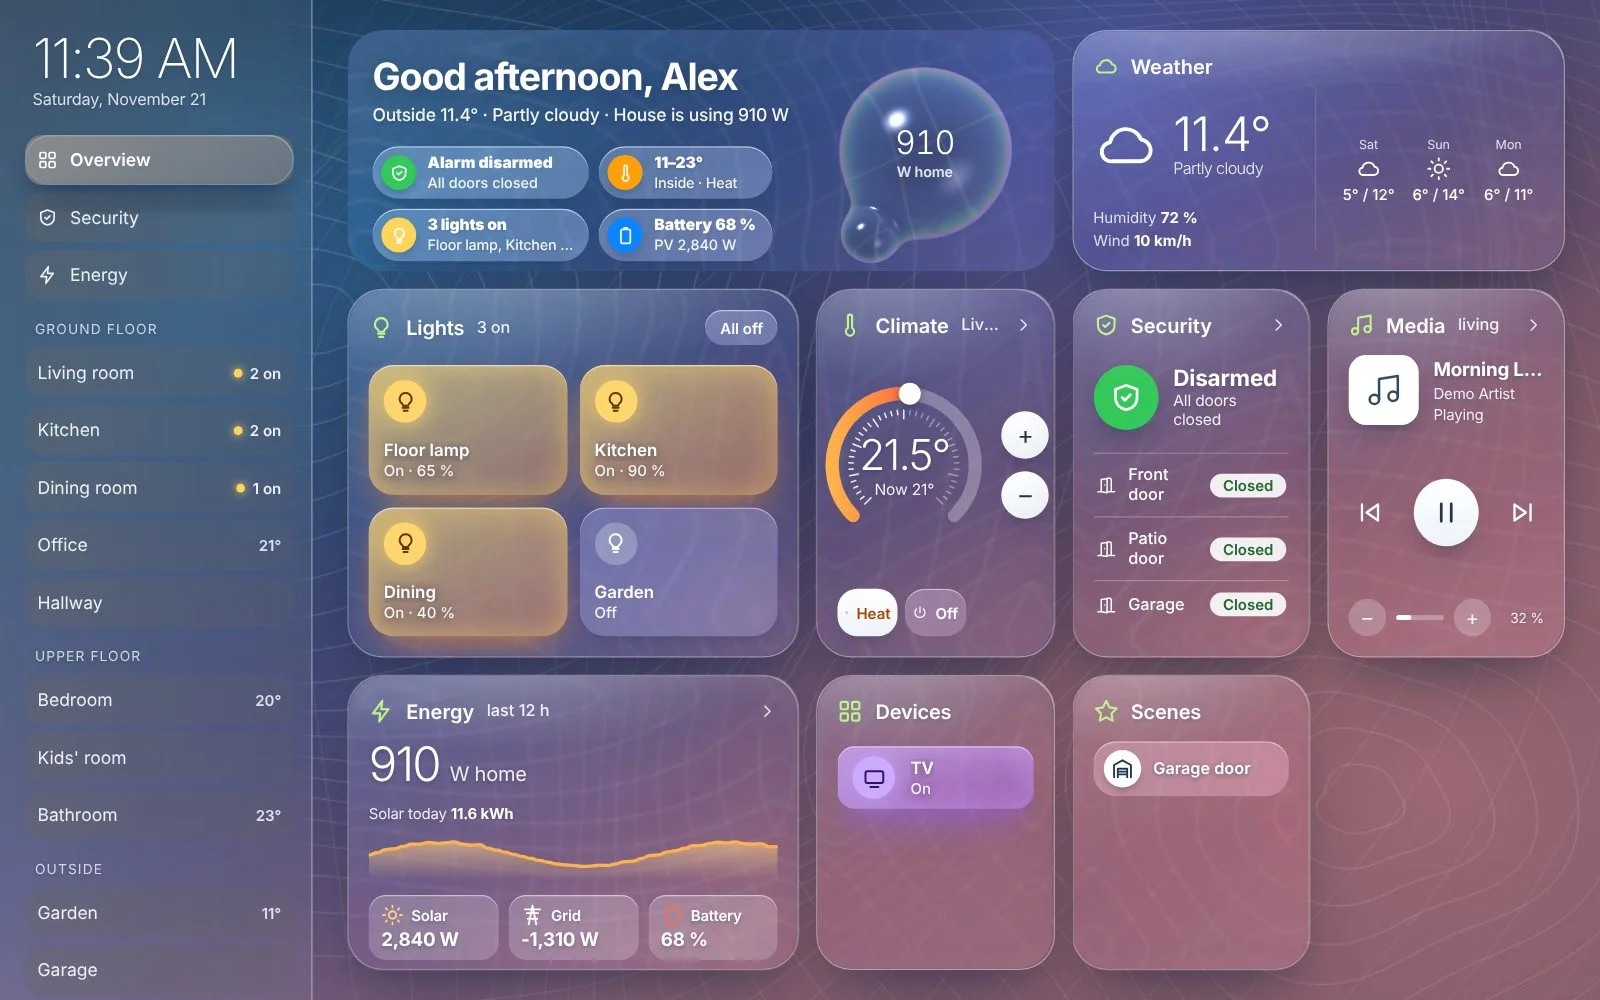 11:39 AM
Saturday, November 21
Overview
Security
Energy
GROUND FLOOR
Living room 2 on
Kitchen 2 on
Dining room 1 on
Office 21°
Hallway
UPPER FLOOR
Bedroom 20°
Kids' room
Bathroom 23°
OUTSIDE
Garden 11°
Garage
Good afternoon, Alex
Outside 11.4° · Partly cloudy · House is using 910 W
Alarm disarmed
All doors closed
11–23°
Inside · Heat
3 lights on
Floor lamp, Kitchen ...
Battery 68 %
PV 2,840 W
910
W home
Weather
11.4°
Partly cloudy
Humidity 72 %
Wind 10 km/h
Sat Sun Mon
5° / 12° 6° / 14° 6° / 11°
Lights 3 on All off
Floor lamp
On · 65 %
Kitchen
On · 90 %
Dining
On · 40 %
Garden
Off
Climate Liv...
21.5°
Now 21°
+
−
Heat Off
Security
Disarmed
All doors
closed
Front
door Closed
Patio
door Closed
Garage Closed
Media living
Morning L...
Demo Artist
Playing
− + 32 %
Energy last 12 h
910 W home
Solar today 11.6 kWh
Solar
2,840 W
Grid
-1,310 W
Battery
68 %
Devices
TV
On
Scenes
Garage door